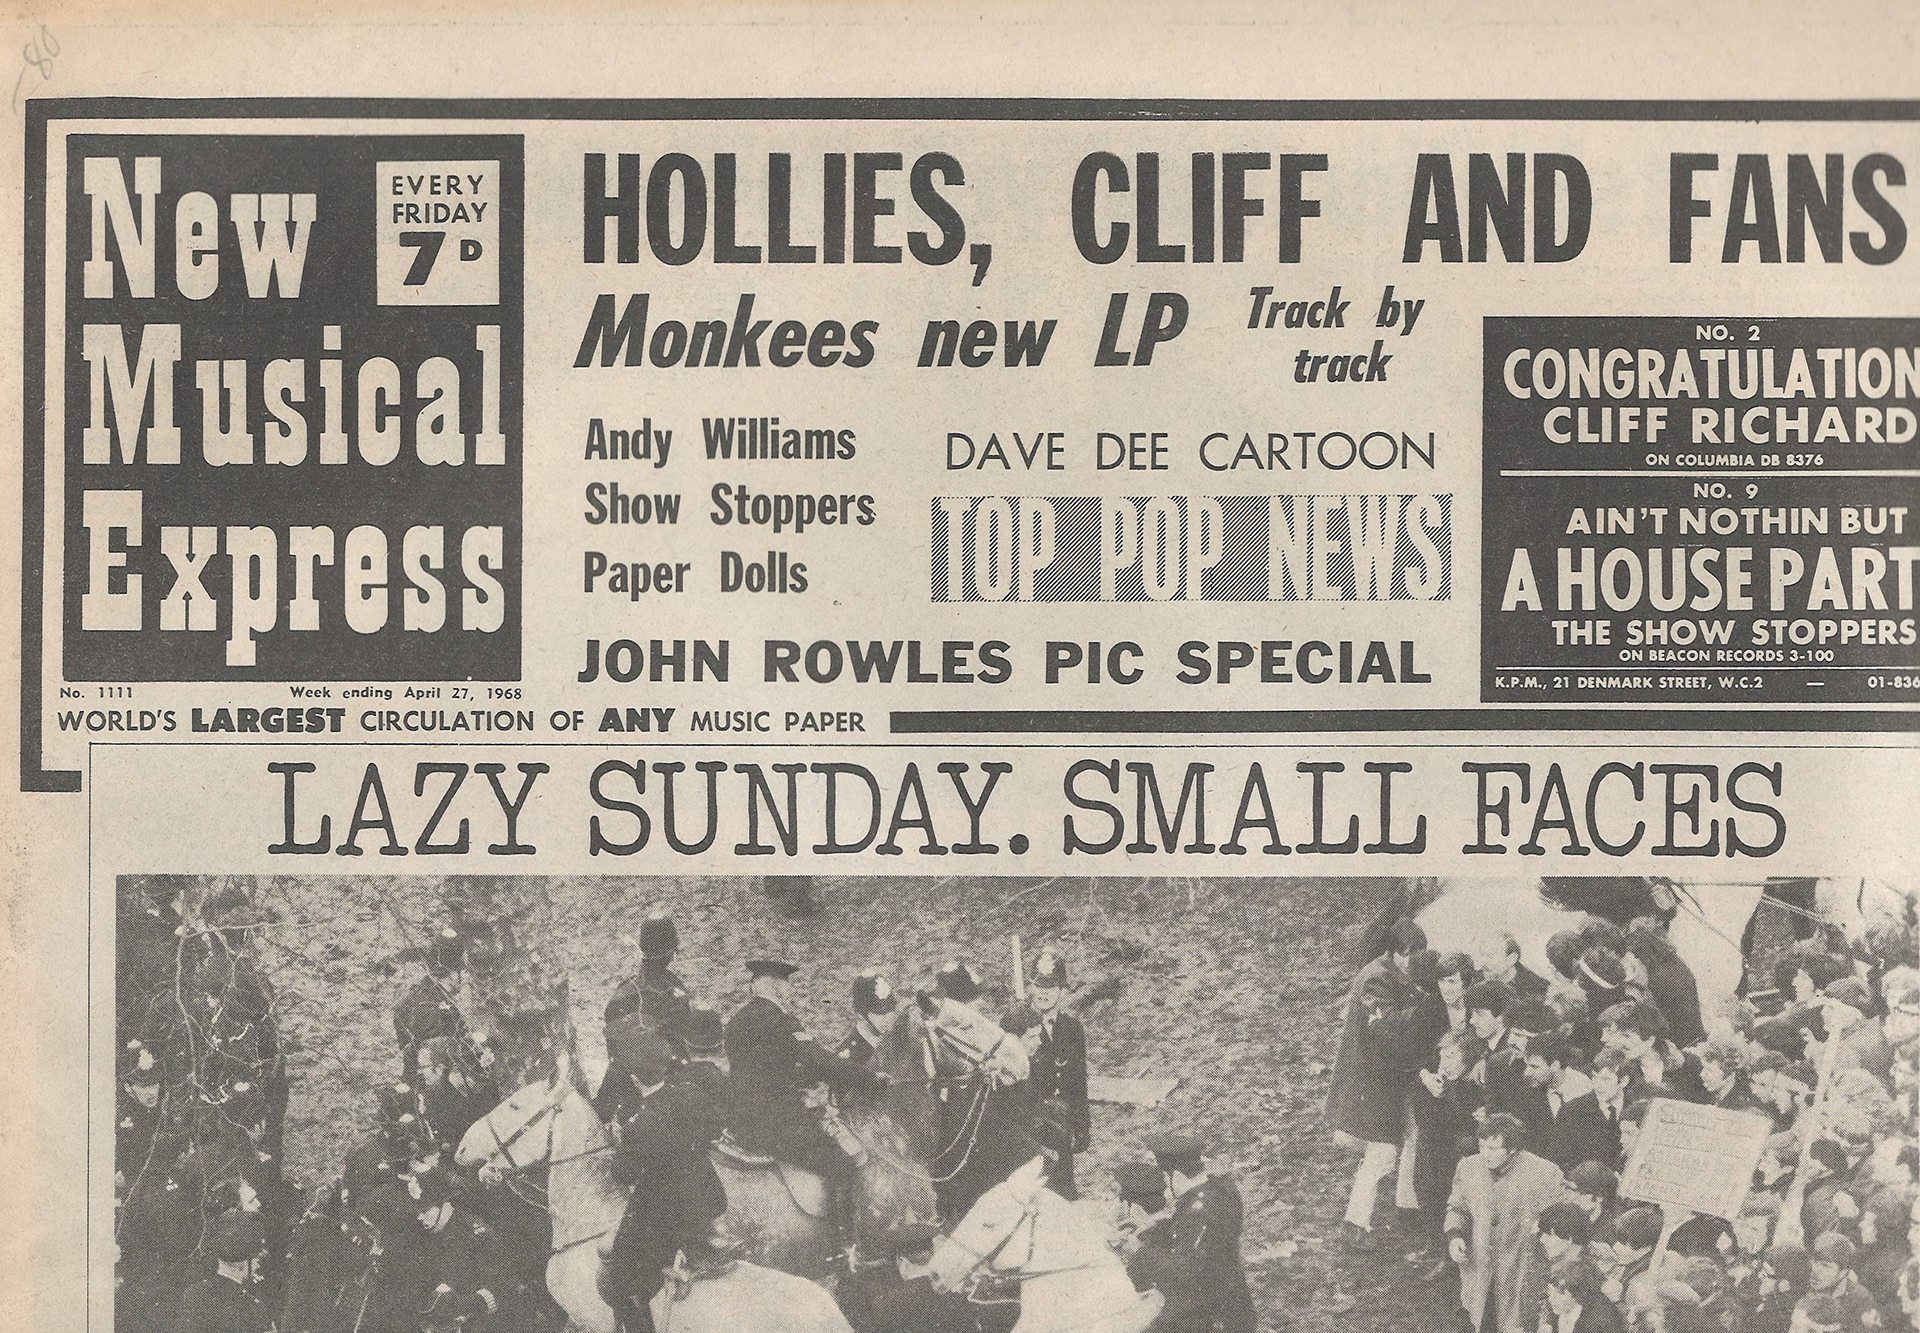 New
Musical
Express
EVERY
FRIDAY
7D
No. 1111 Week ending April 27, 1968
WORLD'S LARGEST CIRCULATION OF ANY MUSIC PAPER
HOLLIES, CLIFF AND FANS
Monkees new LP Track by
track
Andy Williams
Show Stoppers
Paper Dolls
DAVE DEE CARTOON
TOP POP NEWS
JOHN ROWLES PIC SPECIAL
NO. 2
CONGRATULATION
CLIFF RICHARD
ON COLUMBIA DB 8376
NO. 9
AIN'T NOTHIN BUT
A HOUSE PART
THE SHOW STOPPERS
ON BEACON RECORDS 3-100
K.P.M., 21 DENMARK STREET, W.C.2 — 01-836
LAZY SUNDAY. SMALL FACES